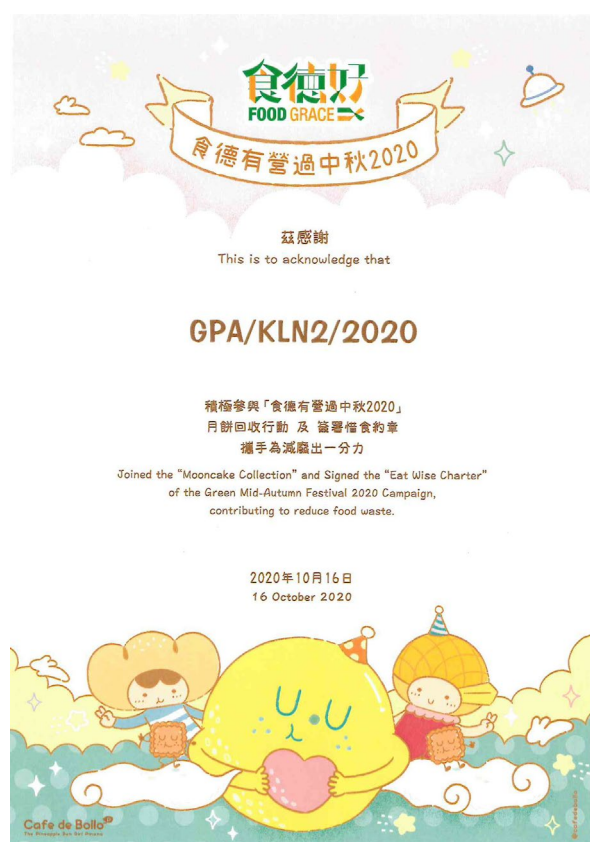 食德好
FOOD GRACE
食德有營過中秋2020
茲感謝
This is to acknowledge that
GPA/KLN2/2020
積極參與「食德有營過中秋2020」
月餅回收行動 及 簽署惜食約章
攜手為減廢出一分力
Joined the “Mooncake Collection” and Signed the “Eat Wise Charter”
of the Green Mid-Autumn Festival 2020 Campaign,
contributing to reduce food waste.
2020年10月16日
16 October 2020
Cafe de Bollo
The Pineapple Bun Hot House
@cafedebollo